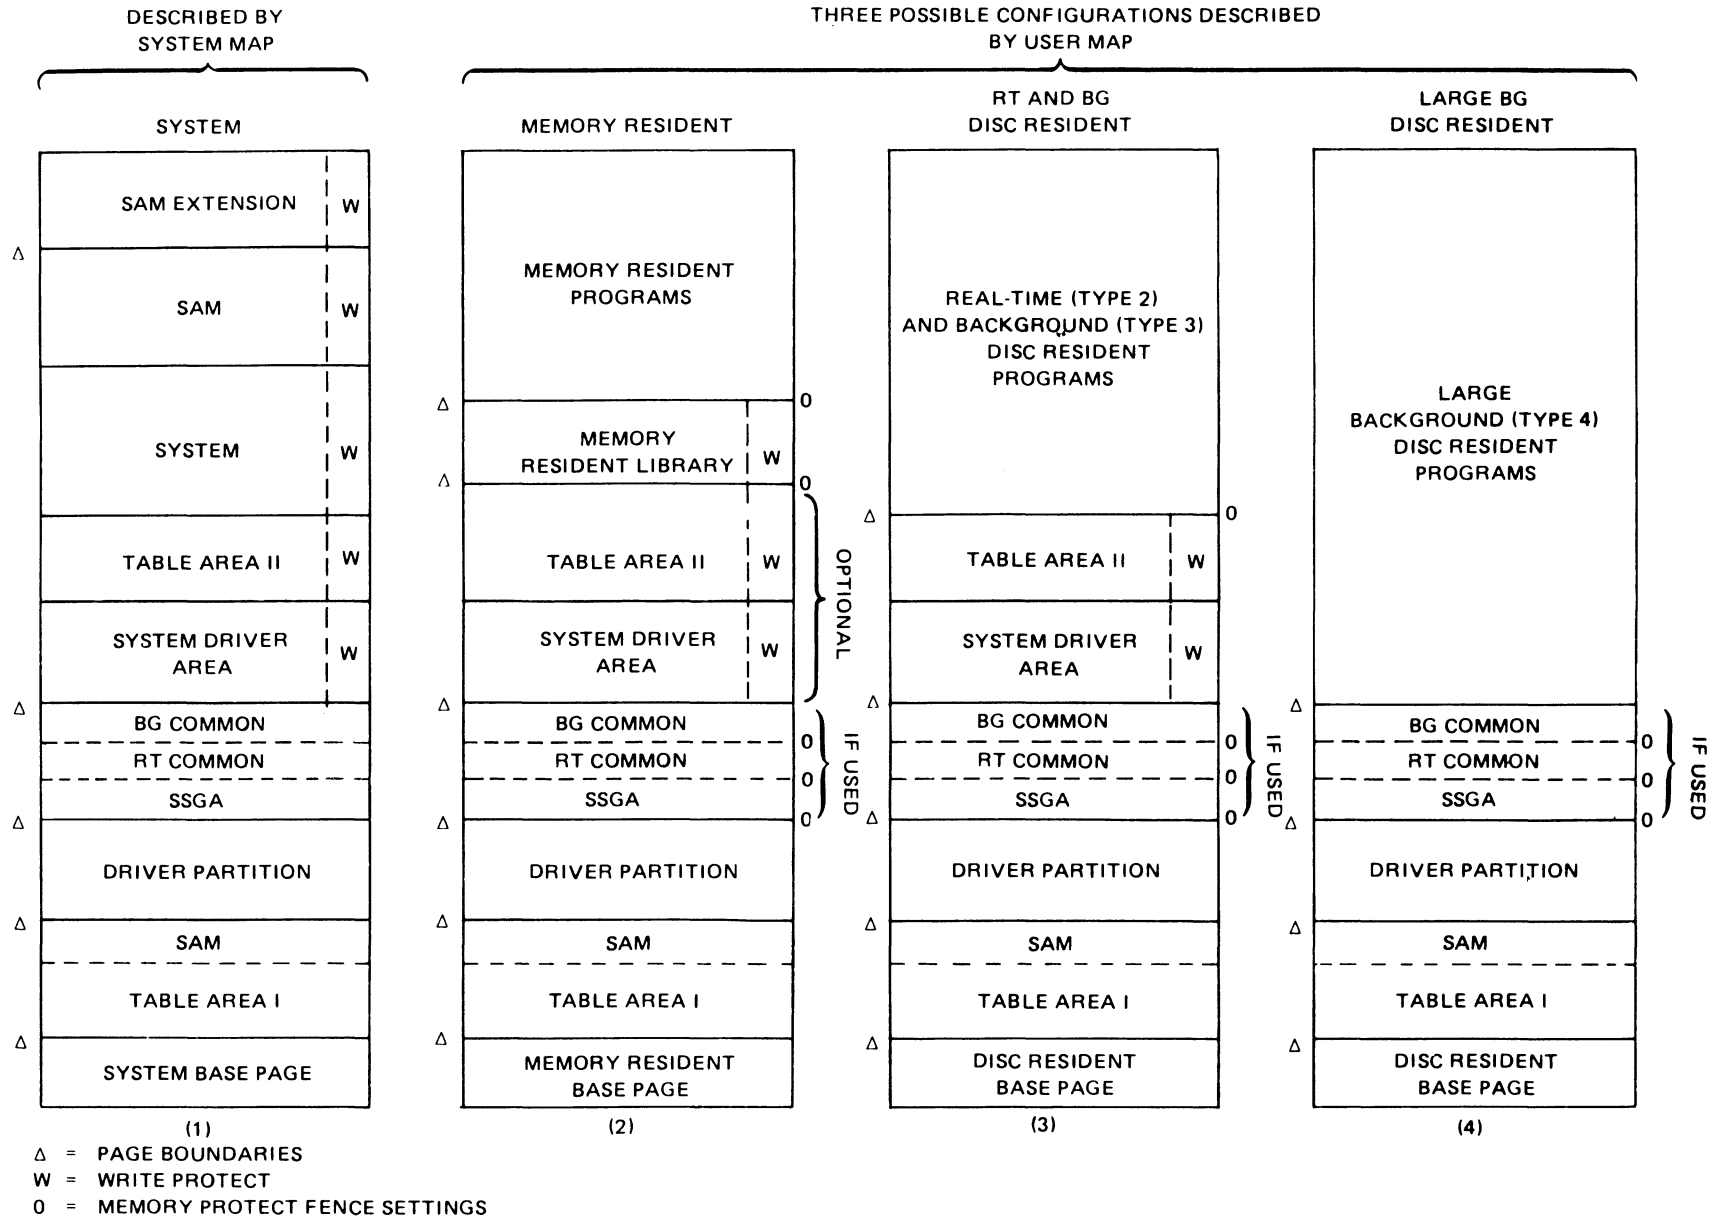 DESCRIBED BY
SYSTEM MAP
THREE POSSIBLE CONFIGURATIONS DESCRIBED
BY USER MAP
SYSTEM
SAM EXTENSION
W
Δ
SAM
W
SYSTEM
W
TABLE AREA II
W
SYSTEM DRIVER
AREA
W
Δ
BG COMMON
RT COMMON
SSGA
Δ
DRIVER PARTITION
Δ
SAM
TABLE AREA I
Δ
SYSTEM BASE PAGE
(1)
MEMORY RESIDENT
MEMORY RESIDENT
PROGRAMS
Δ
0
MEMORY
RESIDENT LIBRARY
W
Δ
0
TABLE AREA II
W
OPTIONAL
SYSTEM DRIVER
AREA
W
Δ
BG COMMON
0
RT COMMON
0
IF USED
SSGA
0
Δ
DRIVER PARTITION
Δ
SAM
TABLE AREA I
Δ
MEMORY RESIDENT
BASE PAGE
(2)
RT AND BG
DISC RESIDENT
REAL-TIME (TYPE 2)
AND BACKGROUND (TYPE 3)
DISC RESIDENT
PROGRAMS
Δ
0
TABLE AREA II
W
SYSTEM DRIVER
AREA
W
Δ
BG COMMON
0
RT COMMON
0
IF USED
SSGA
0
Δ
DRIVER PARTITION
Δ
SAM
TABLE AREA I
Δ
DISC RESIDENT
BASE PAGE
(3)
LARGE BG
DISC RESIDENT
LARGE
BACKGROUND (TYPE 4)
DISC RESIDENT
PROGRAMS
Δ
BG COMMON
0
RT COMMON
0
IF USED
SSGA
0
Δ
DRIVER PARTITION
Δ
SAM
TABLE AREA I
Δ
DISC RESIDENT
BASE PAGE
(4)
Δ = PAGE BOUNDARIES
W = WRITE PROTECT
0 = MEMORY PROTECT FENCE SETTINGS